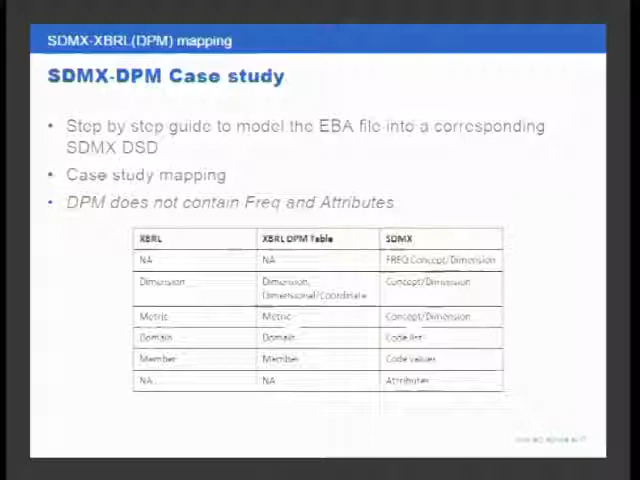 SDMX-XBRL(DPM) mapping
SDMX-DPM Case study
• Step by step guide to model the EBA file into a corresponding
SDMX DSD
• Case study mapping
• DPM does not contain Freq and Attributes
XBRL XBRL DPM Table SDMX
NA NA FREQ Concept/Dimension
Dimension Dimension, Concept/Dimension
Dimensional/Coordinate
Metric Metric Concept/Dimension
Domain Domain Code list
Member Member Code values
NA NA Attributes